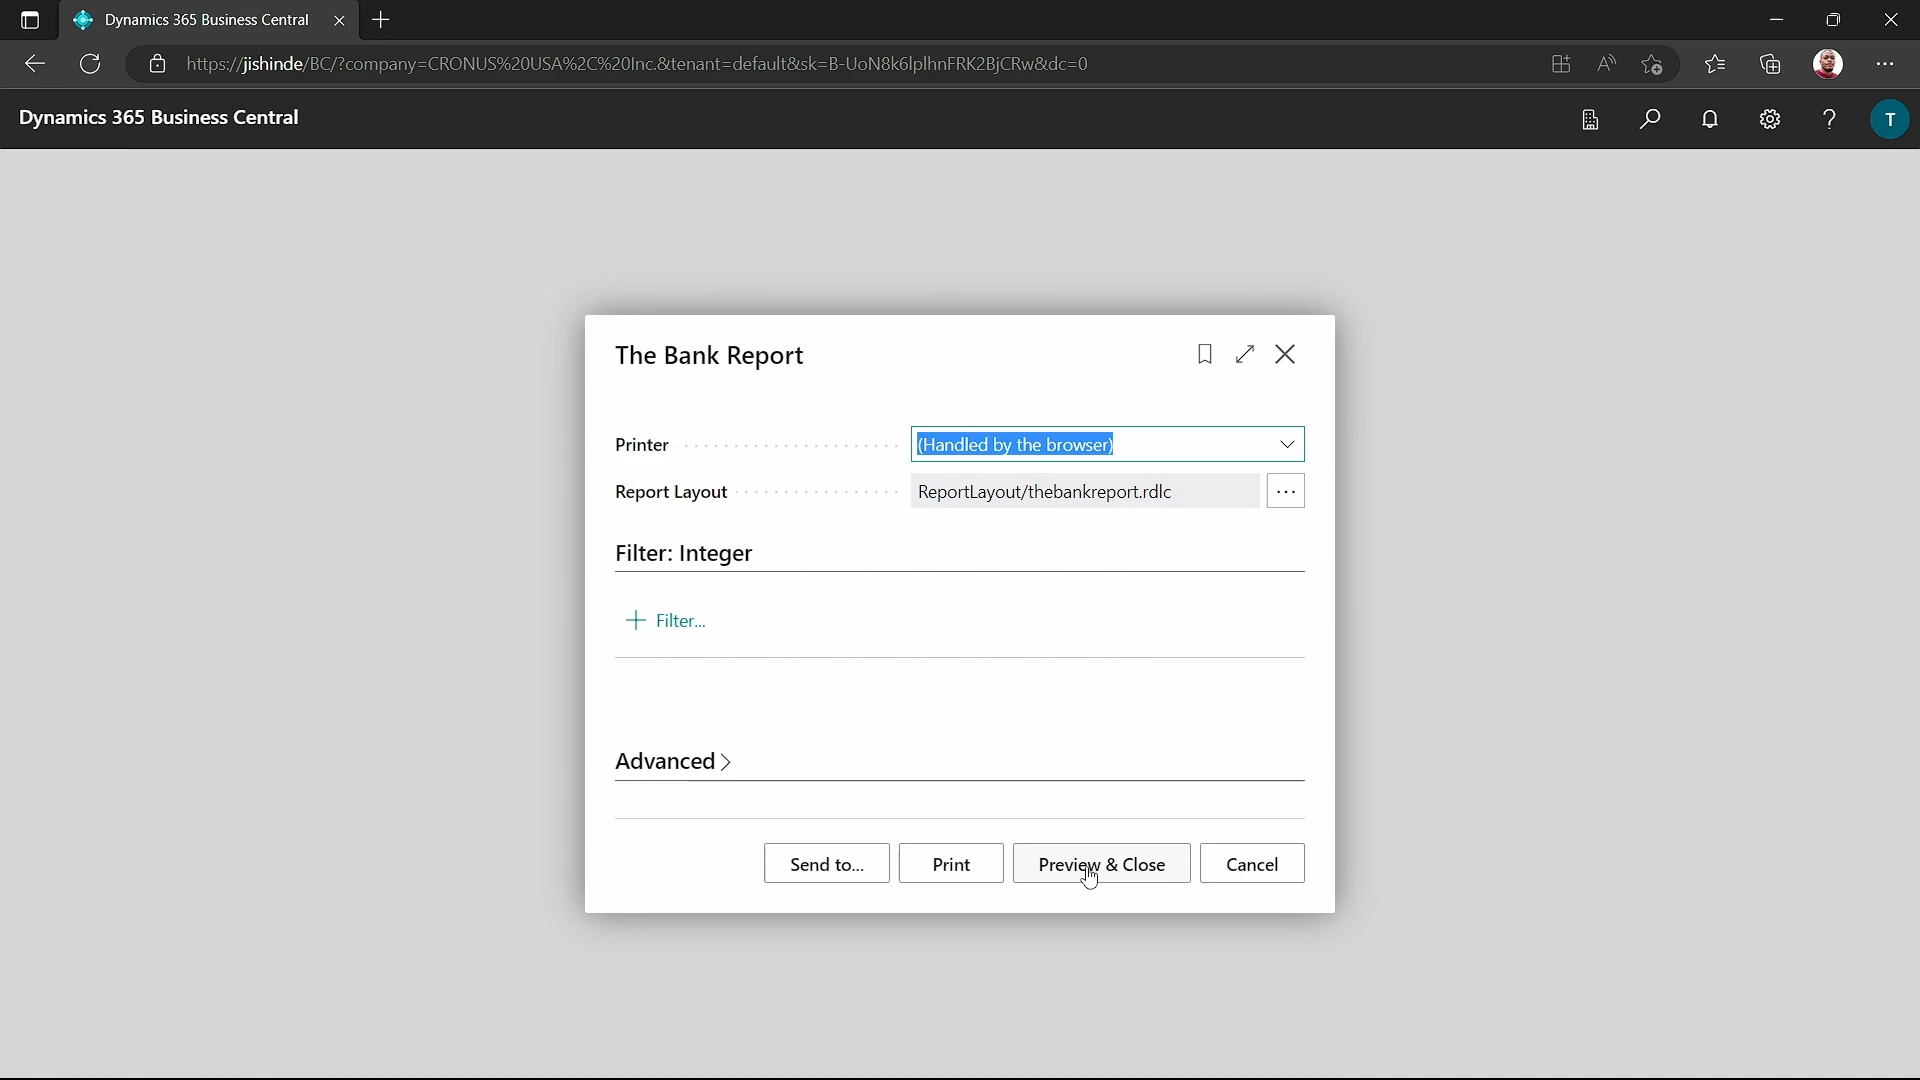 Dynamics 365 Business Central
https://jishinde/BC/?company=CRONUS%20USA%2C%20Inc.&tenant=default&sk=B-UoN8k6lplhnFRK2BjCRw&dc=0
Dynamics 365 Business Central
T
The Bank Report
Printer (Handled by the browser)
Report Layout ReportLayout/thebankreport.rdlc
Filter: Integer
Filter...
Advanced
Send to... Print Preview & Close Cancel